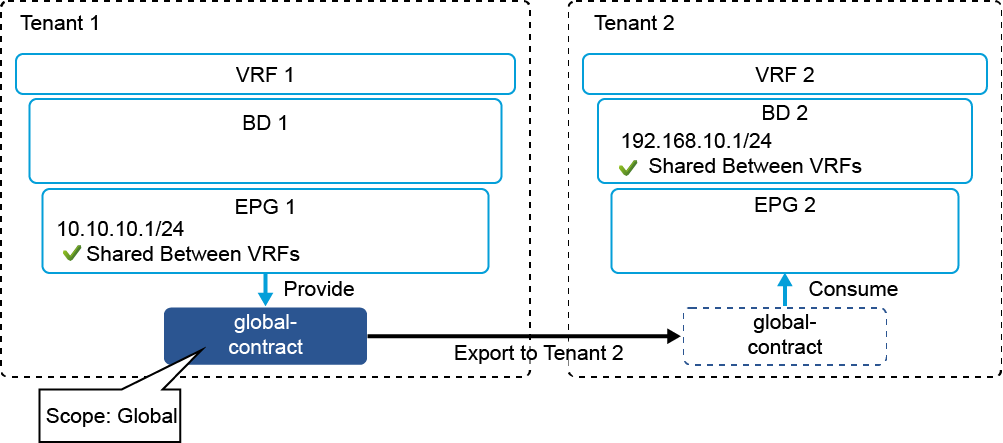 Tenant 1
VRF 1
BD 1
EPG 1
10.10.10.1/24
Shared Between VRFs
Provide
global-
contract
Scope: Global
Export to Tenant 2
Tenant 2
VRF 2
BD 2
192.168.10.1/24
Shared Between VRFs
EPG 2
Consume
global-
contract